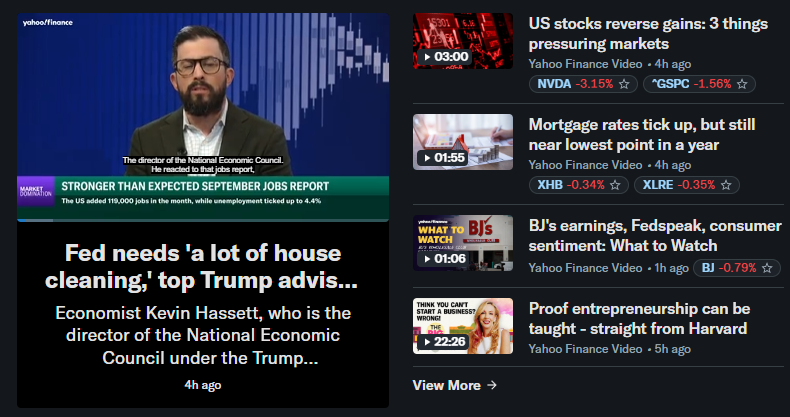 yahoo/finance
The director of the National Economic Council.
He reacted to that jobs report,
MARKET
DOMINATION
STRONGER THAN EXPECTED SEPTEMBER JOBS REPORT
The US added 119,000 jobs in the month, while unemployment ticked up to 4.4%
Fed needs 'a lot of house
cleaning,' top Trump advis...
Economist Kevin Hassett, who is the
director of the National Economic
Council under the Trump...
4h ago
03:00
US stocks reverse gains: 3 things
pressuring markets
Yahoo Finance Video • 4h ago
NVDA -3.15% ^GSPC -1.56%
01:55
Mortgage rates tick up, but still
near lowest point in a year
Yahoo Finance Video • 4h ago
XHB -0.34% XLRE -0.35%
yahoo/finance
WHAT TO
WATCH
BJ's
01:06
BJ's earnings, Fedspeak, consumer
sentiment: What to Watch
Yahoo Finance Video • 1h ago BJ -0.79%
THINK YOU CAN'T
START A BUSINESS?
WRONG!
THE
BIG
22:26
Proof entrepreneurship can be
taught - straight from Harvard
Yahoo Finance Video • 5h ago
View More →